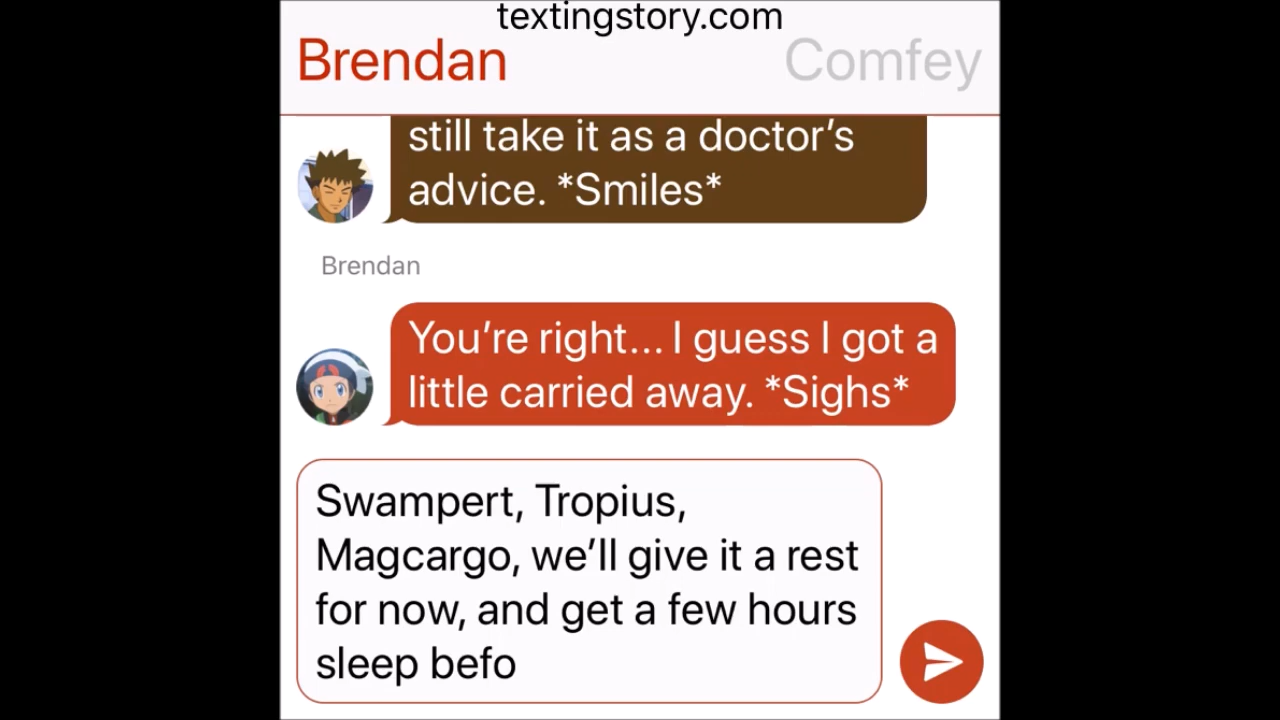 textingstory.com
Brendan
Comfey
still take it as a doctor’s
advice. *Smiles*
Brendan
You’re right... I guess I got a
little carried away. *Sighs*
Swampert, Tropius,
Magcargo, we’ll give it a rest
for now, and get a few hours
sleep befo